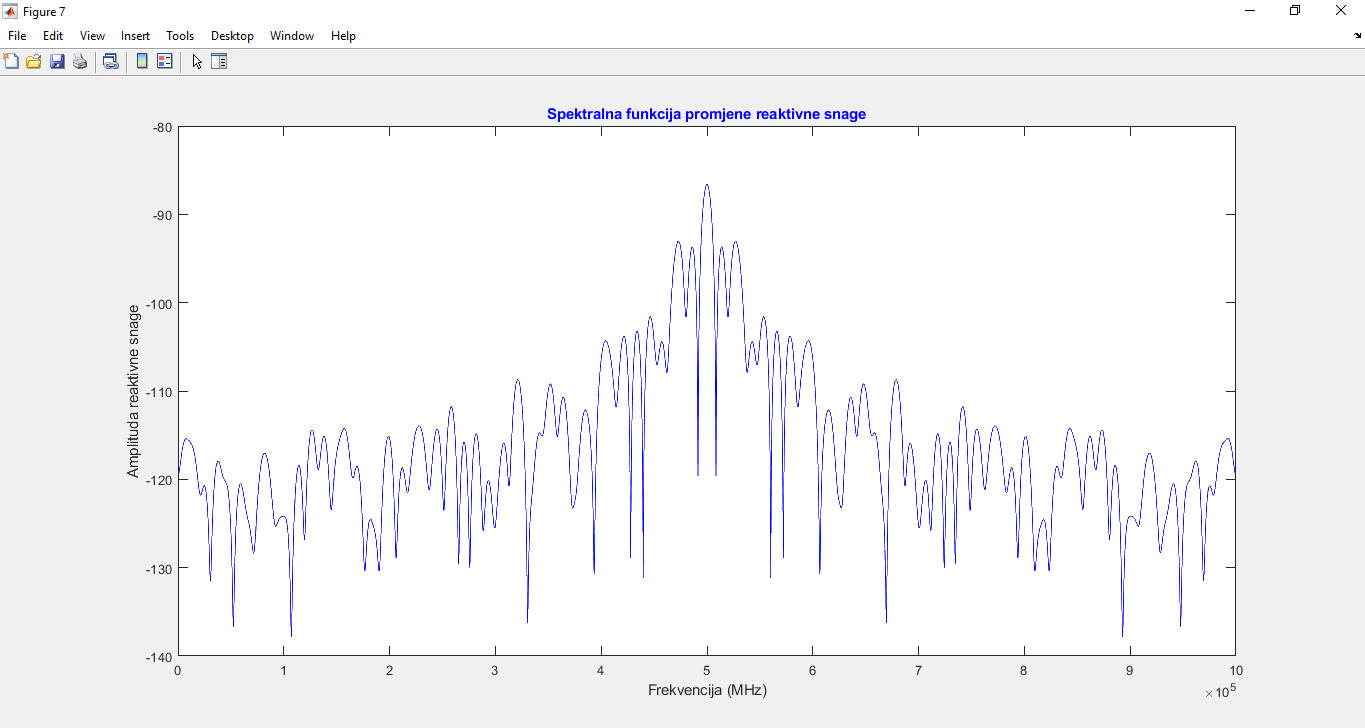 Figure 7
File Edit View Insert Tools Desktop Window Help
Spektralna funkcija promjene reaktivne snage
Amplituda reaktivne snage
-80
-90
-100
-110
-120
-130
-140
0 1 2 3 4 5 6 7 8 9 10
×10⁵
Frekvencija (MHz)